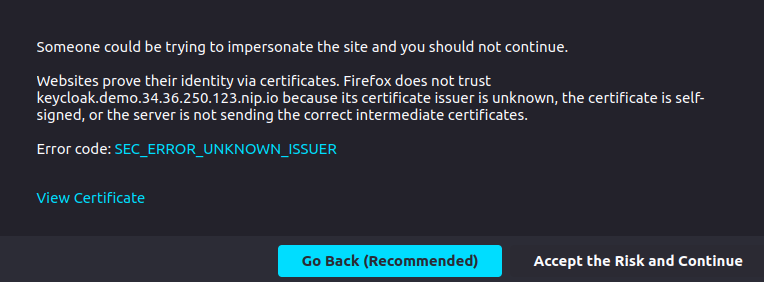 Someone could be trying to impersonate the site and you should not continue.
Websites prove their identity via certificates. Firefox does not trust
keycloak.demo.34.36.250.123.nip.io because its certificate issuer is unknown, the certificate is self-
signed, or the server is not sending the correct intermediate certificates.
Error code: SEC_ERROR_UNKNOWN_ISSUER
View Certificate
Go Back (Recommended)
Accept the Risk and Continue